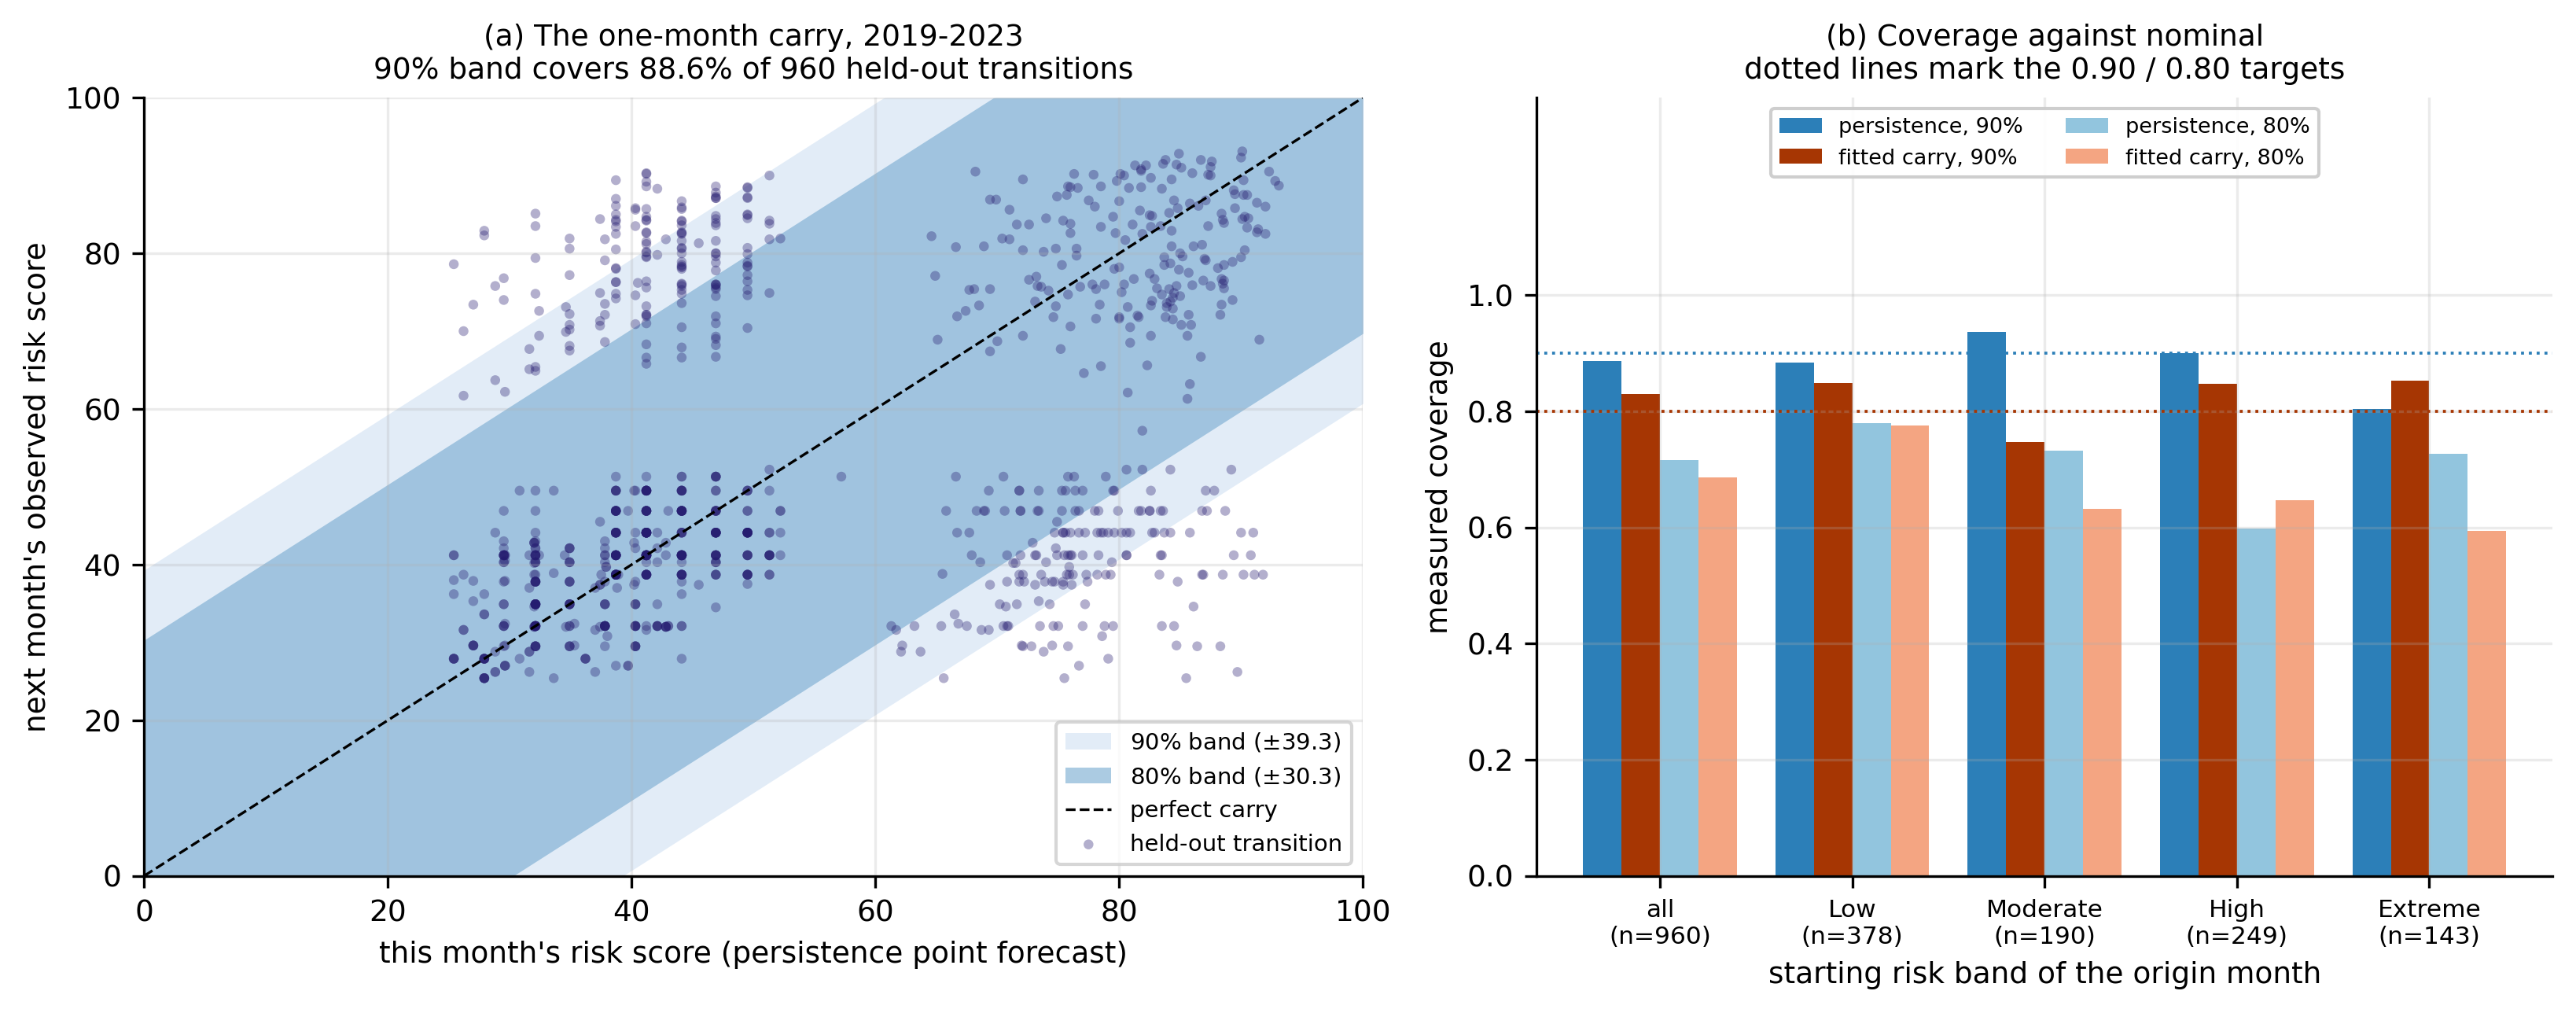 (a) The one-month carry, 2019-2023
90% band covers 88.6% of 960 held-out transitions
100
80
60
40
20
0
next month's observed risk score
90% band (±39.3)
80% band (±30.3)
perfect carry
held-out transition
0 20 40 60 80 100
this month's risk score (persistence point forecast)
(b) Coverage against nominal
dotted lines mark the 0.90 / 0.80 targets
persistence, 90% persistence, 80%
fitted carry, 90% fitted carry, 80%
1.0
0.8
0.6
0.4
0.2
0.0
measured coverage
all Low Moderate High Extreme
(n=960) (n=378) (n=190) (n=249) (n=143)
starting risk band of the origin month